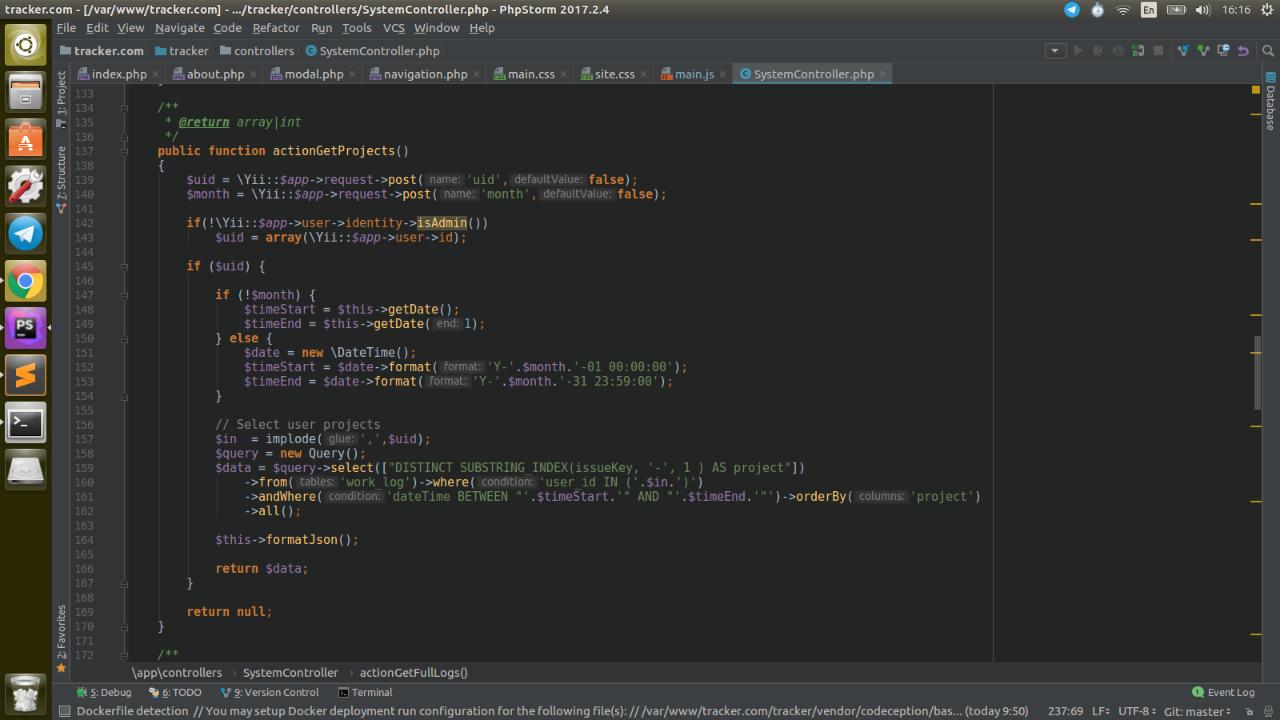 tracker.com - [/var/www/tracker.com] - .../tracker/controllers/SystemController.php - PhpStorm 2017.2.4
En
16:16
File Edit View Navigate Code Refactor Run Tools VCS Window Help
tracker.com tracker controllers SystemController.php
index.php about.php modal.php navigation.php main.css site.css main.js SystemController.php
1: Project
7: Structure
2: Favorites
Database
133
134 /**
135 * @return array|int
136 */
137 public function actionGetProjects()
138 {
139 $uid = \Yii::$app->request->post( name: 'uid', defaultValue: false);
140 $month = \Yii::$app->request->post( name: 'month', defaultValue: false);
141
142 if(!\Yii::$app->user->identity->isAdmin())
143 $uid = array(\Yii::$app->user->id);
144
145 if ($uid) {
146
147 if (!$month) {
148 $timeStart = $this->getDate();
149 $timeEnd = $this->getDate( end: 1);
150 } else {
151 $date = new \DateTime();
152 $timeStart = $date->format( format: 'Y-'.$month.'-01 00:00:00');
153 $timeEnd = $date->format( format: 'Y-'.$month.'-31 23:59:00');
154 }
155
156 // Select user projects
157 $in  = implode( glue: ',',$uid);
158 $query = new Query();
159 $data = $query->select(["DISTINCT SUBSTRING_INDEX(issueKey, '-', 1 ) AS project"])
160 ->from( tables: 'work_log')->where( condition: 'user_id IN ('.$in.')')
161 ->andWhere( condition: 'dateTime BETWEEN "'.$timeStart.'" AND "'.$timeEnd.'"')->orderBy( columns: 'project')
162 ->all();
163
164 $this->formatJson();
165
166 return $data;
167 }
168
169 return null;
170 }
171
172 /**
\app\controllers SystemController actionGetFullLogs()
5: Debug 6: TODO 9: Version Control Terminal 1 Event Log
Dockerfile detection // You may setup Docker deployment run configuration for the following file(s): // /var/www/tracker.com/tracker/vendor/codeception/bas... (today 9:50) 237:69 LF UTF-8 Git: master